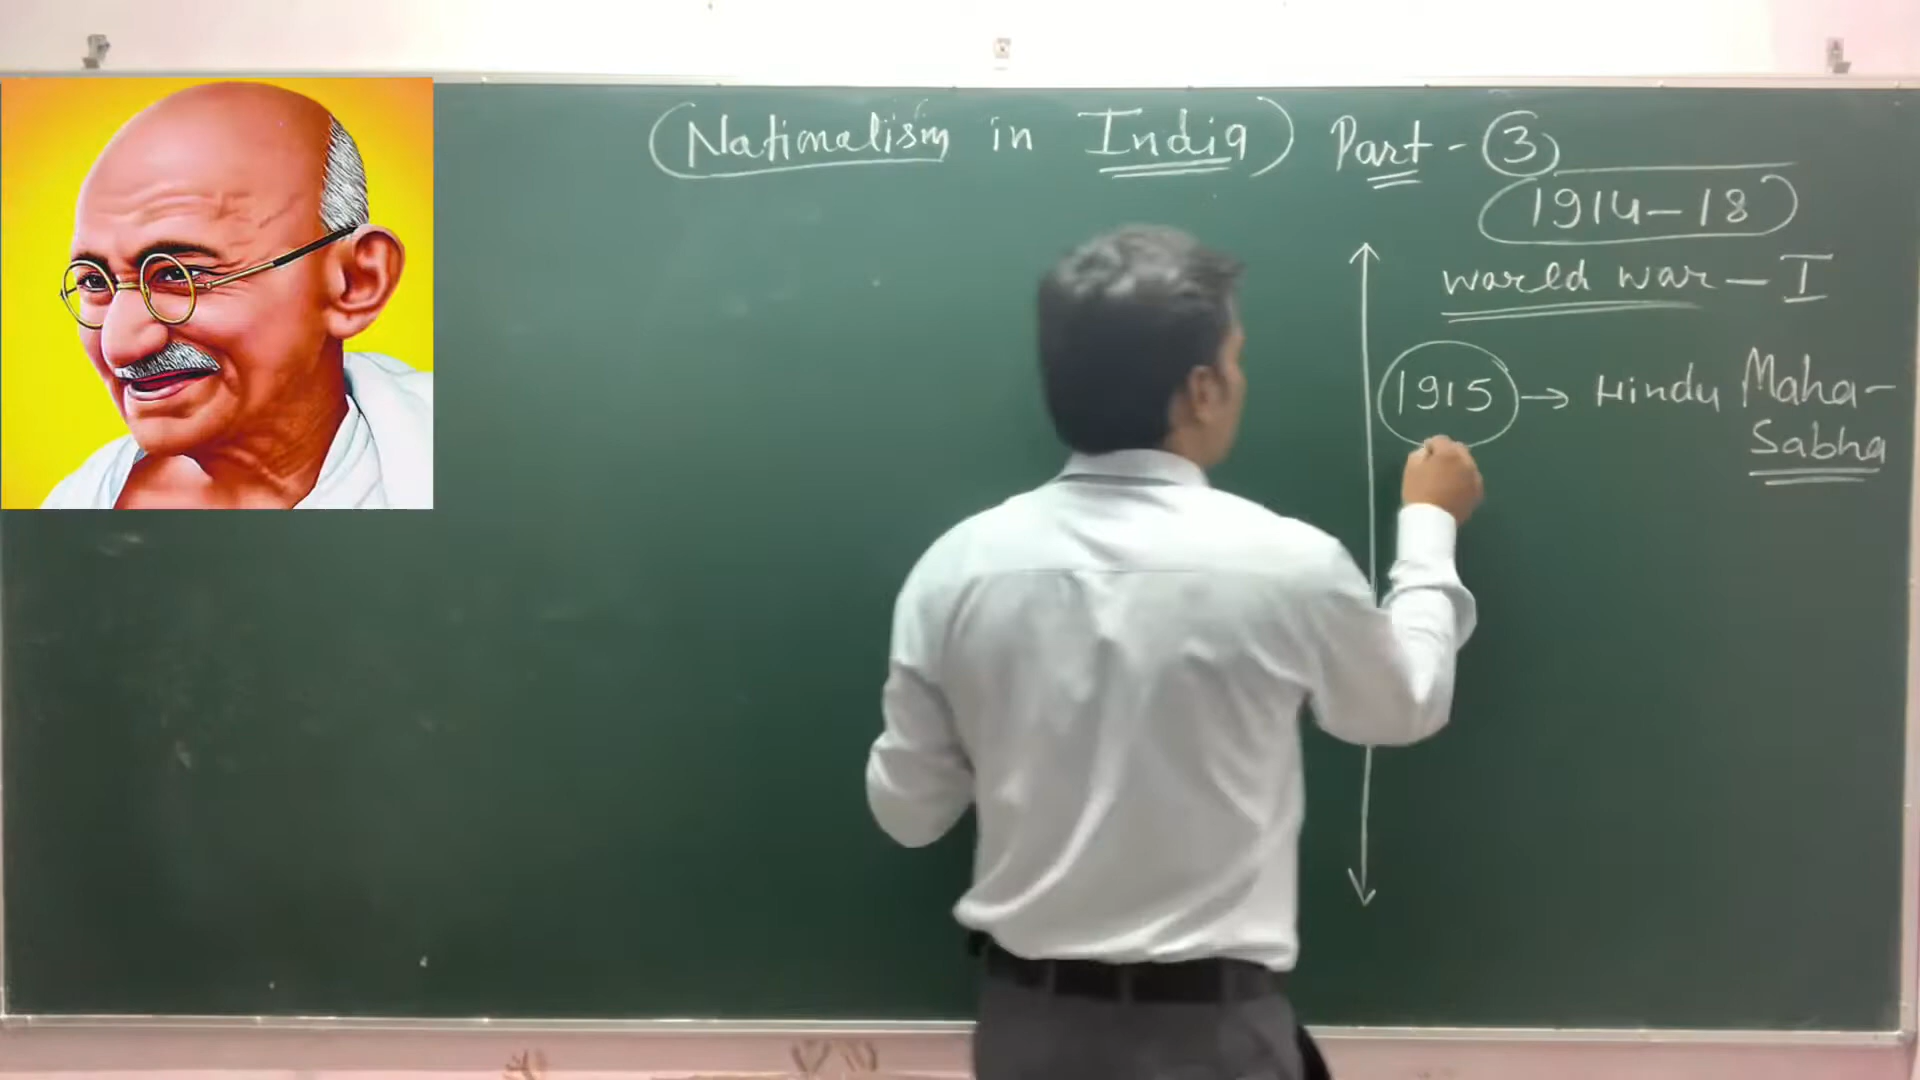 Nationalism in India Part - 3
1914-18
world war - I
1915 → Hindu Maha-
Sabha